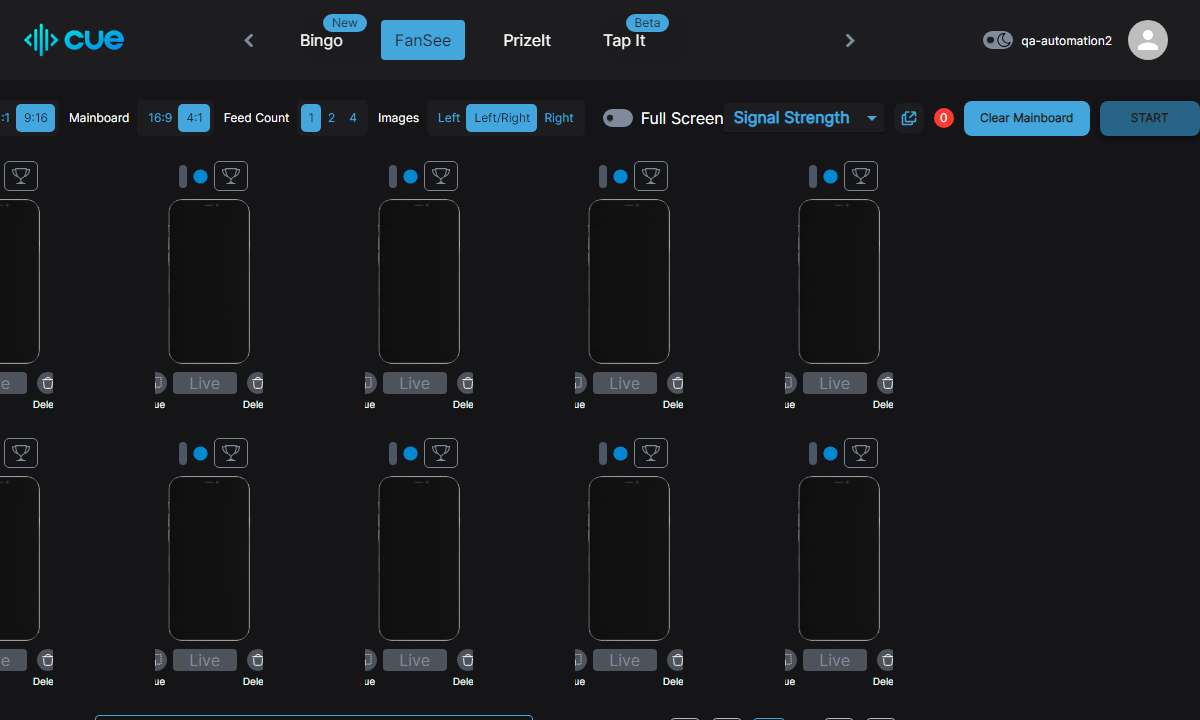 cue
New
Bingo
FanSee
PrizeIt
Beta
Tap It
qa-automation2
:1 9:16 Mainboard 16:9 4:1 Feed Count 1 2 4 Images Left Left/Right Right Full Screen Signal Strength 0 Clear Mainboard START
e Live Live Live Live
Dele ue Dele ue Dele ue Dele ue Dele
e Live Live Live Live
Dele ue Dele ue Dele ue Dele ue Dele